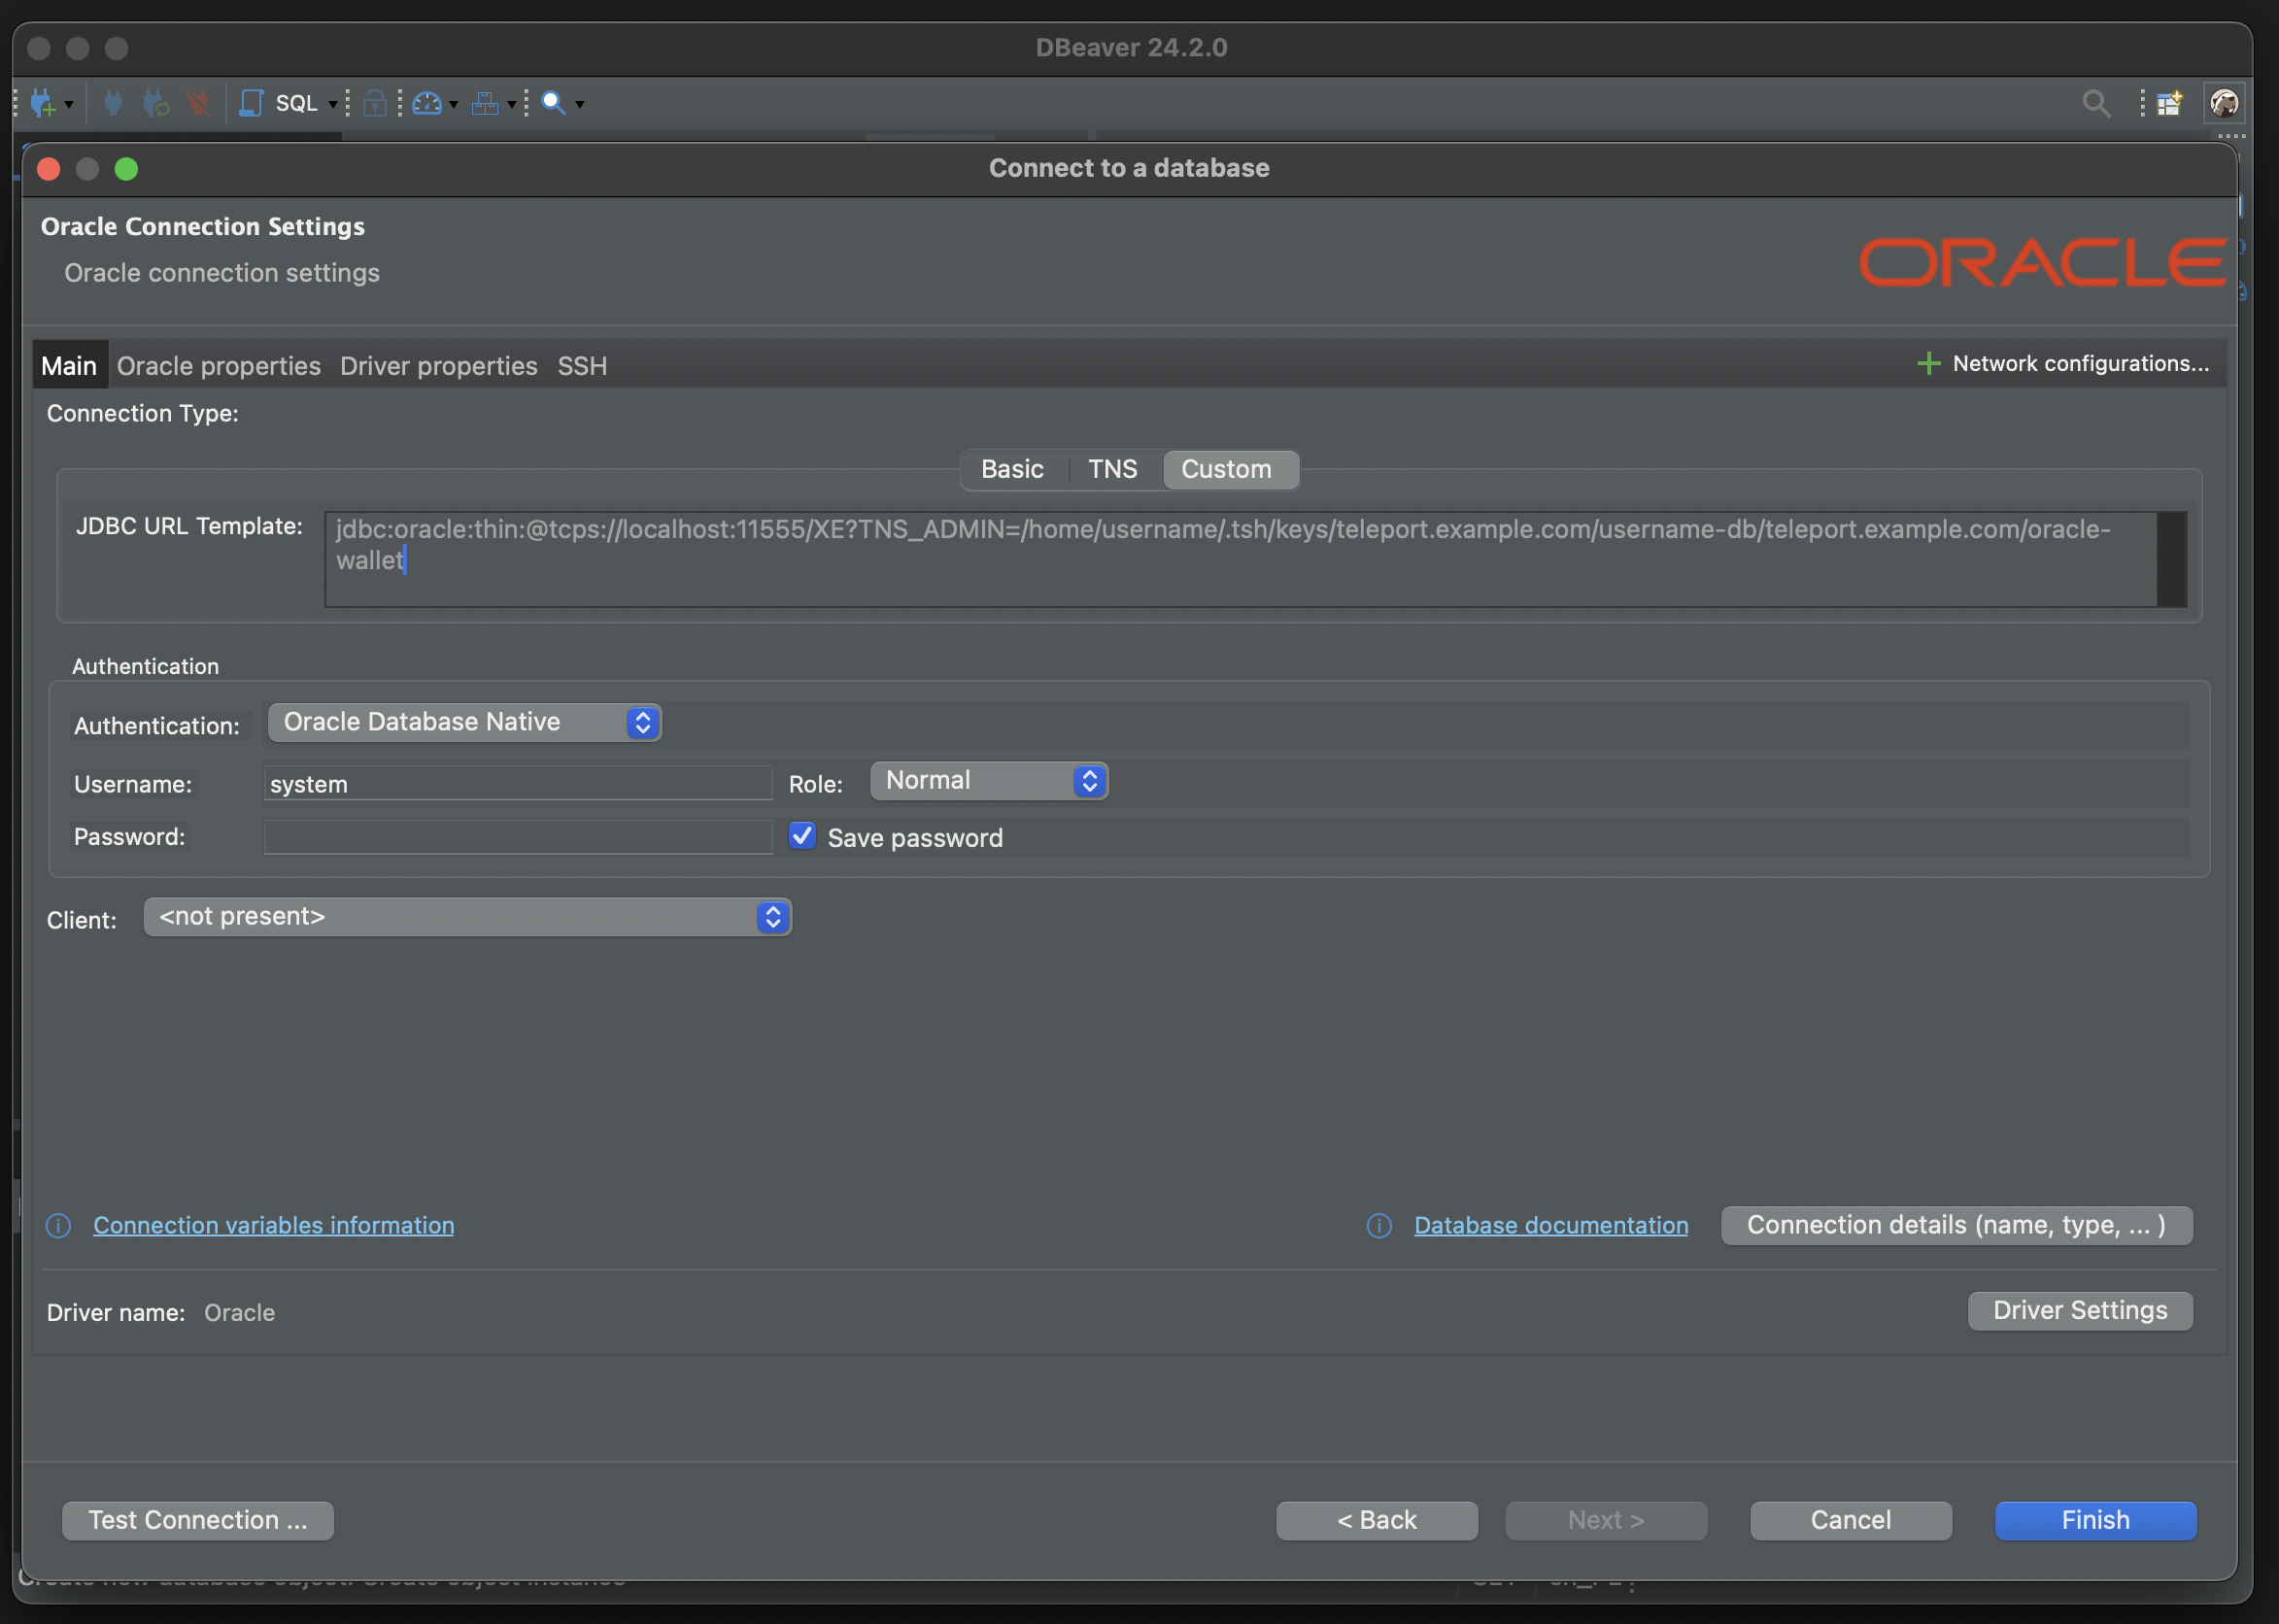 DBeaver 24.2.0
SQL
Connect to a database
Oracle Connection Settings
Oracle connection settings
ORACLE
Main Oracle properties Driver properties SSH
Network configurations...
Connection Type:
Basic TNS Custom
JDBC URL Template:
jdbc:oracle:thin:@tcps://localhost:11555/XE?TNS_ADMIN=/home/username/.tsh/keys/teleport.example.com/username-db/teleport.example.com/oracle-
wallet
Authentication
Authentication: Oracle Database Native
Username: system Role: Normal
Password: Save password
Client: <not present>
Connection variables information
Database documentation Connection details (name, type, ... )
Driver name: Oracle Driver Settings
Test Connection ... < Back Next > Cancel Finish